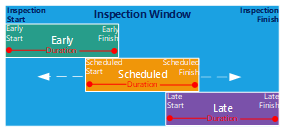 Inspection Start
Inspection Window
Inspection Finish
Early Start
Early
Early Finish
Duration
Scheduled Start
Scheduled
Scheduled Finish
Duration
Late Start
Late
Late Finish
Duration